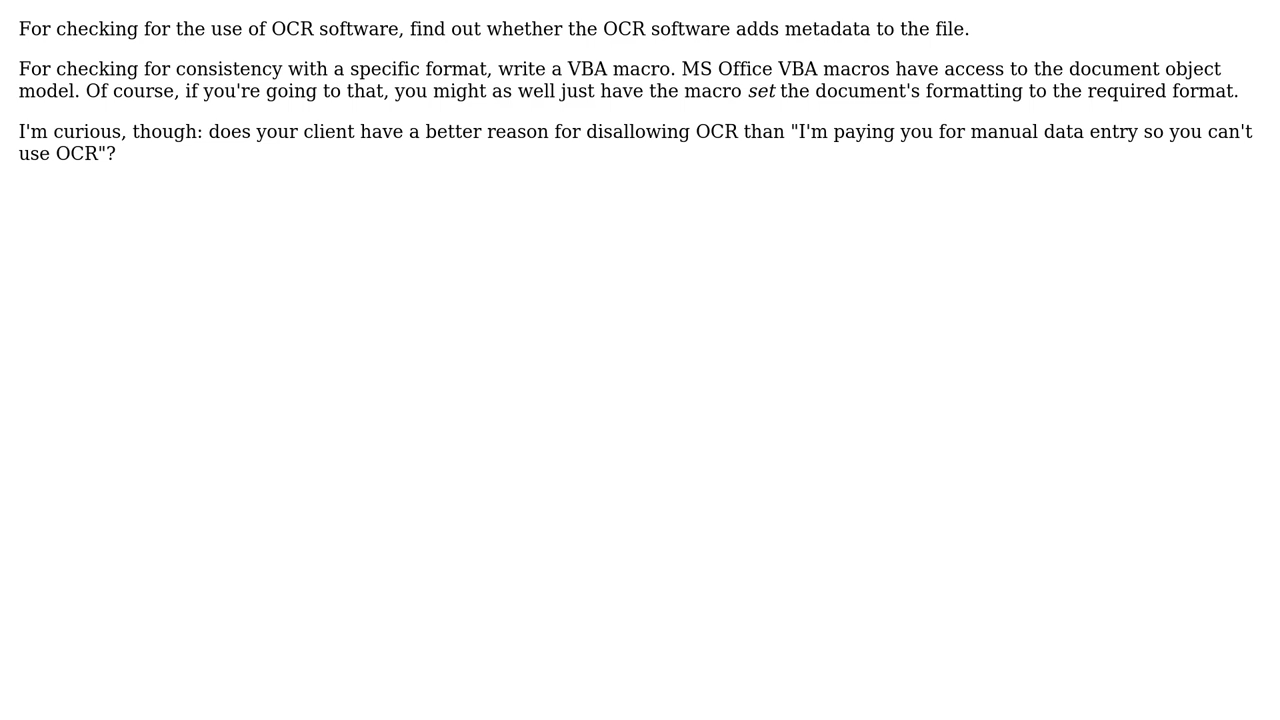 For checking for the use of OCR software, find out whether the OCR software adds metadata to the file.
For checking for consistency with a specific format, write a VBA macro. MS Office VBA macros have access to the document object
model. Of course, if you're going to that, you might as well just have the macro set the document's formatting to the required format.
I'm curious, though: does your client have a better reason for disallowing OCR than "I'm paying you for manual data entry so you can't
use OCR"?